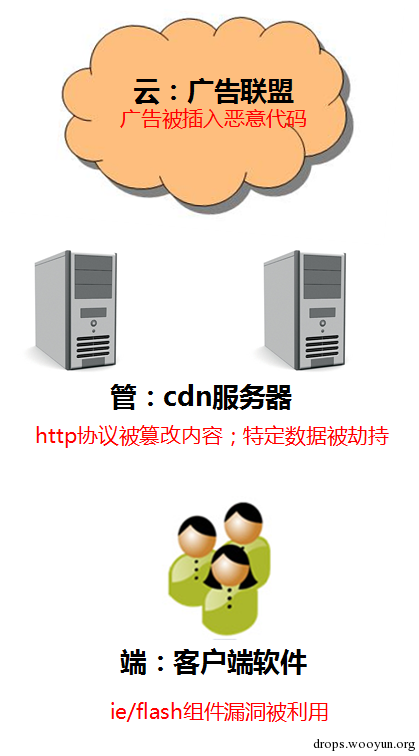 云：广告联盟
广告被插入恶意代码
管：cdn服务器
http协议被篡改内容；特定数据被劫持
端：客户端软件
ie/flash组件漏洞被利用
drops.wooyun.org